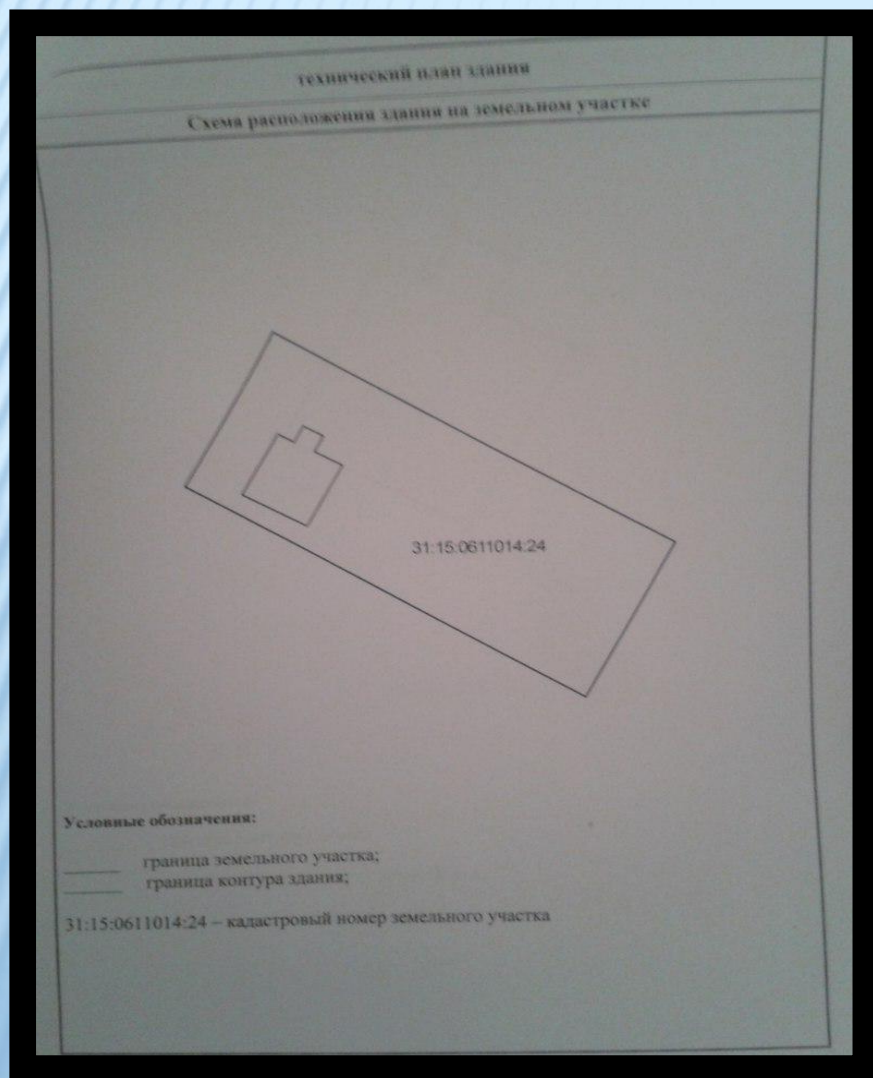 технический план здания
Схема расположения здания на земельном участке
31:15:0611014:24
Условные обозначения:
граница земельного участка;
граница контура здания;
31:15:0611014:24 – кадастровый номер земельного участка